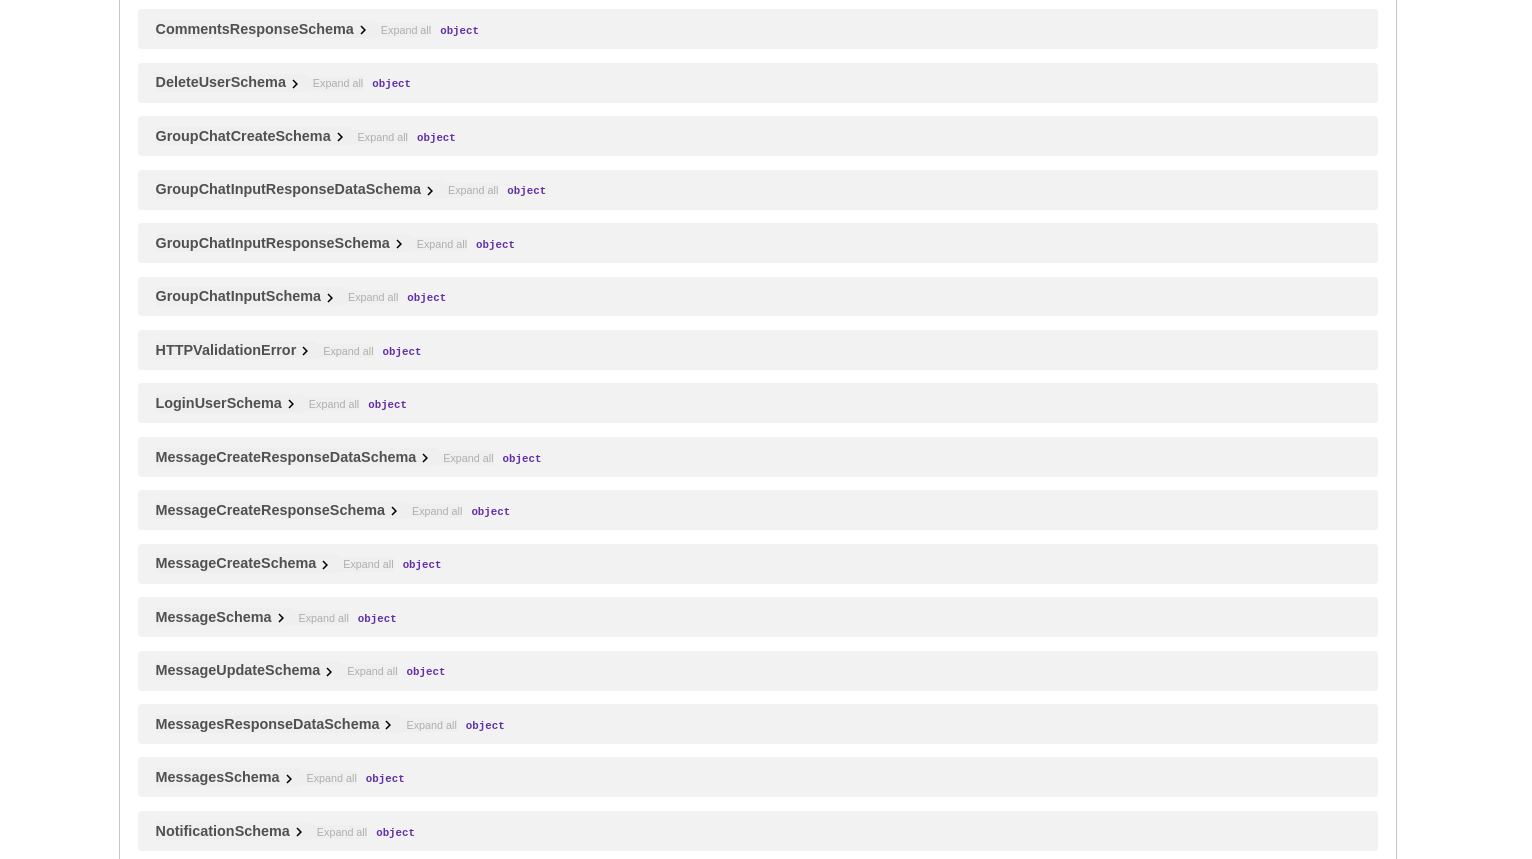 CommentsResponseSchema Expand all object
DeleteUserSchema Expand all object
GroupChatCreateSchema Expand all object
GroupChatInputResponseDataSchema Expand all object
GroupChatInputResponseSchema Expand all object
GroupChatInputSchema Expand all object
HTTPValidationError Expand all object
LoginUserSchema Expand all object
MessageCreateResponseDataSchema Expand all object
MessageCreateResponseSchema Expand all object
MessageCreateSchema Expand all object
MessageSchema Expand all object
MessageUpdateSchema Expand all object
MessagesResponseDataSchema Expand all object
MessagesSchema Expand all object
NotificationSchema Expand all object